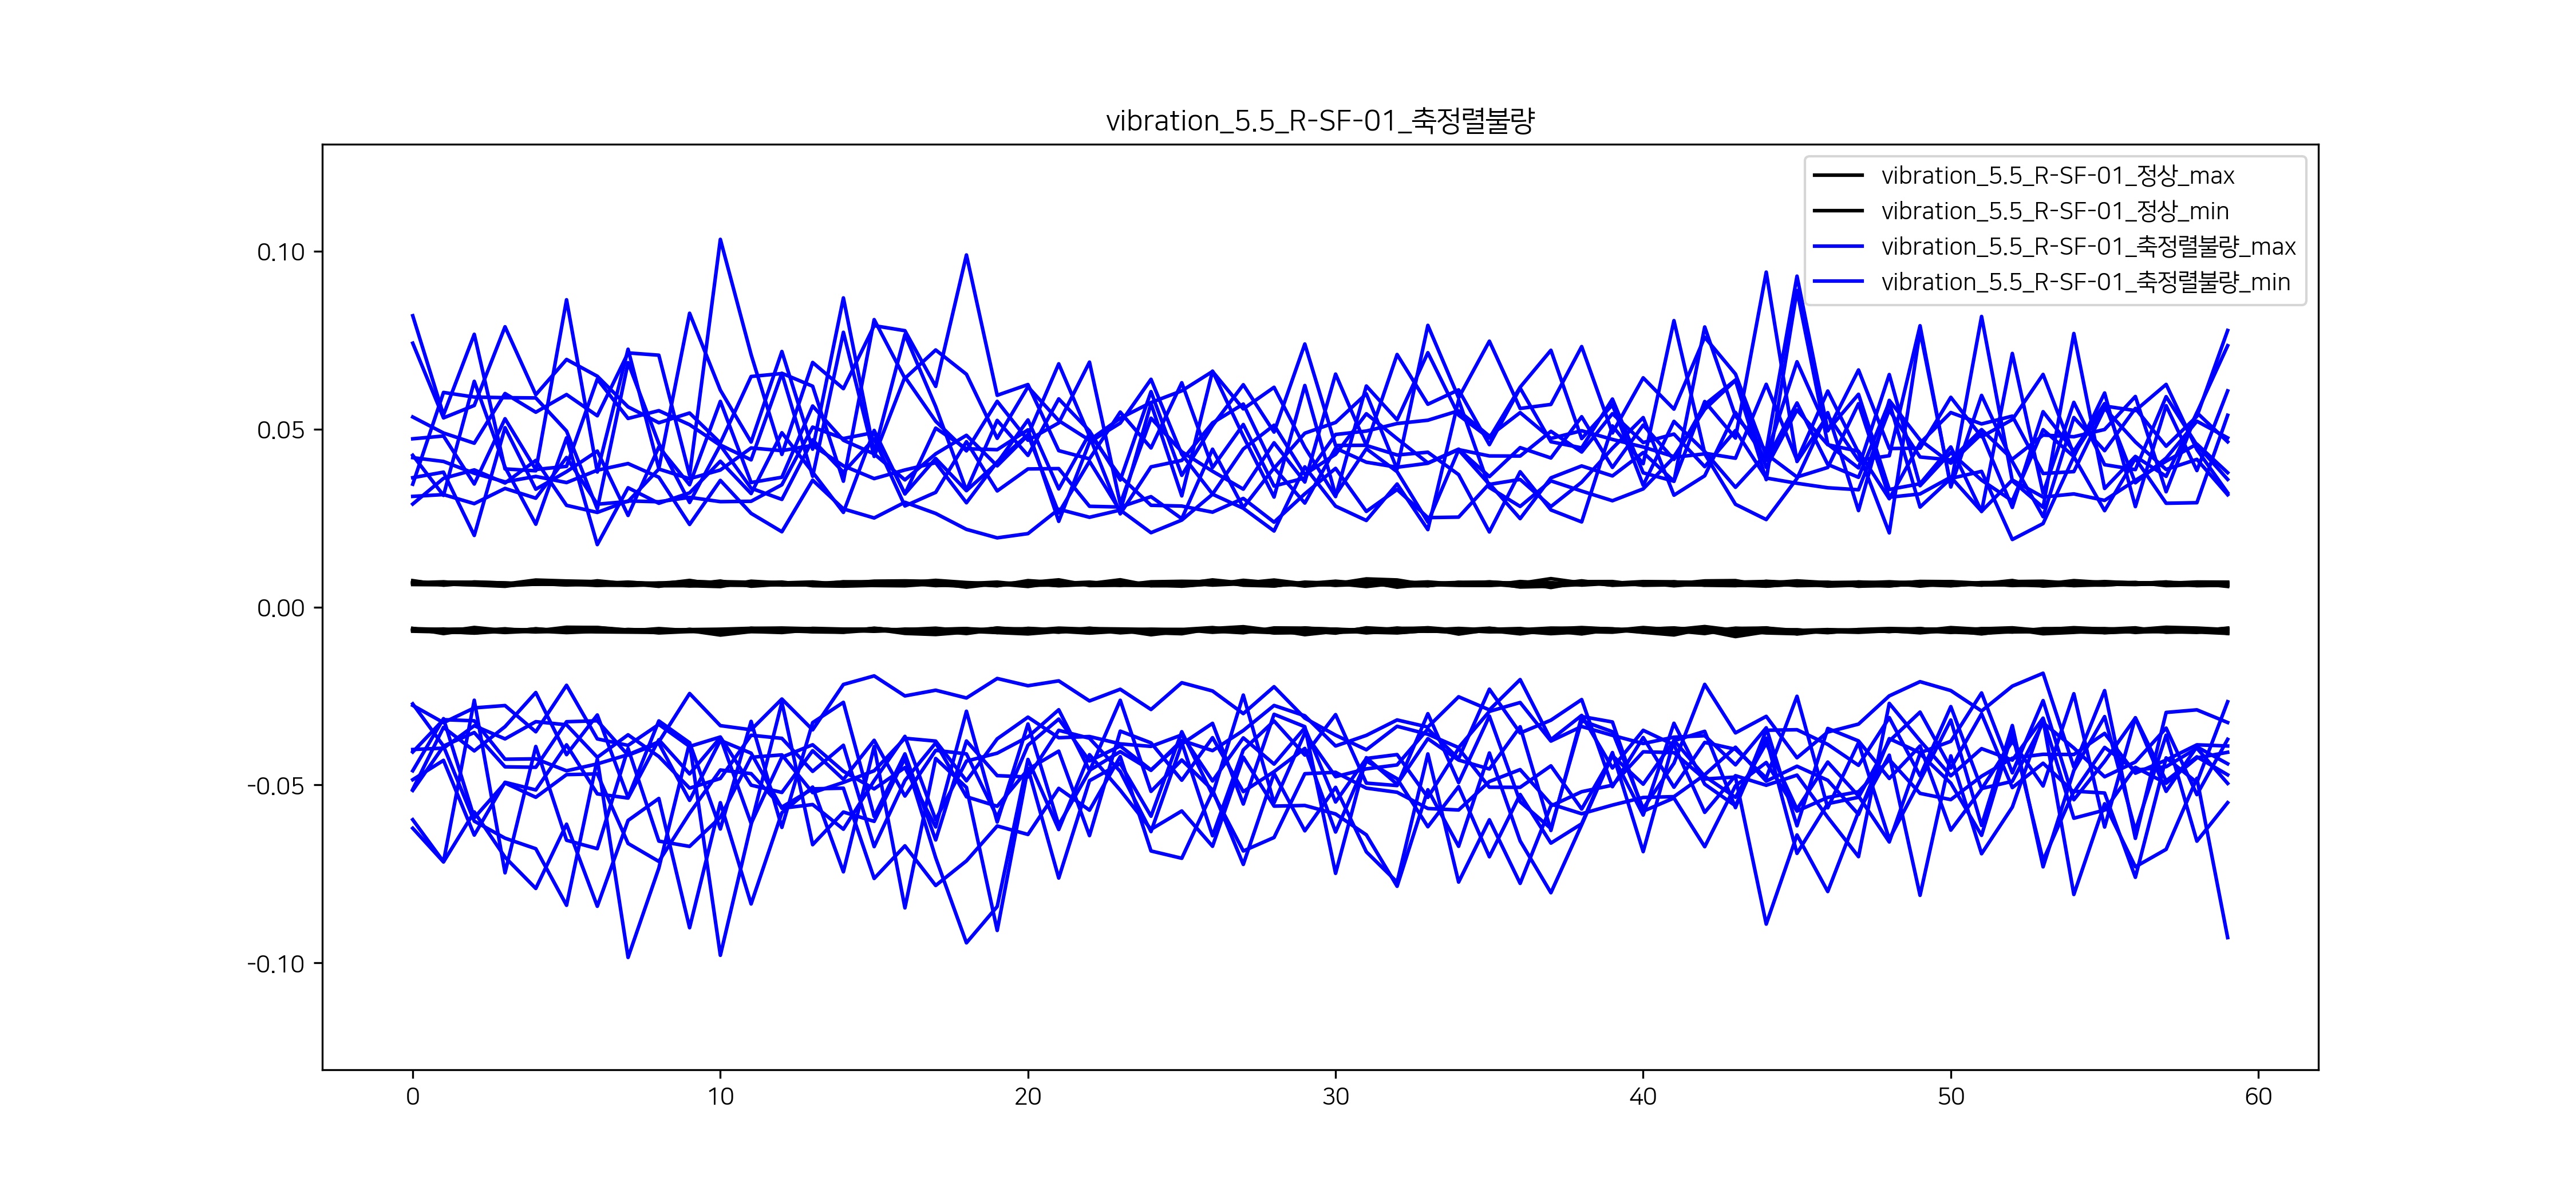 vibration_5.5_R-SF-01_축정렬불량
vibration_5.5_R-SF-01_정상_max
vibration_5.5_R-SF-01_정상_min
vibration_5.5_R-SF-01_축정렬불량_max
vibration_5.5_R-SF-01_축정렬불량_min
0.10
0.05
0.00
-0.05
-0.10
0 10 20 30 40 50 60